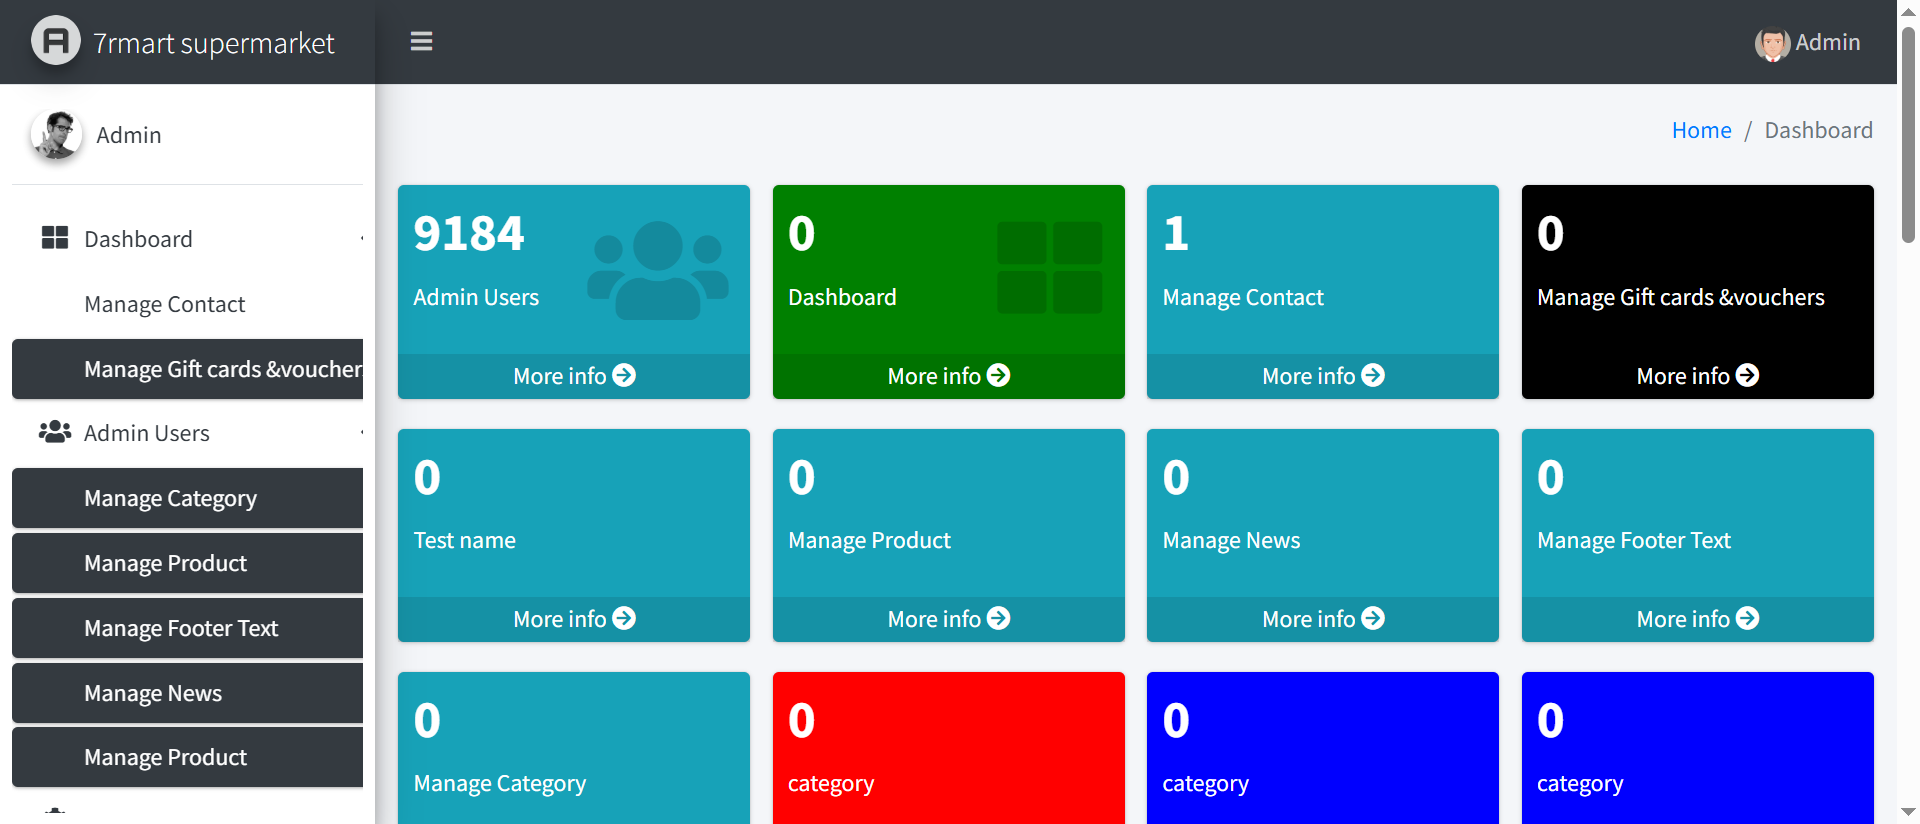 7rmart supermarket
Admin
Admin
Home / Dashboard
Dashboard
Manage Contact
Manage Gift cards &voucher
Admin Users
Manage Category
Manage Product
Manage Footer Text
Manage News
Manage Product
9184
Admin Users
More info
0
Dashboard
More info
1
Manage Contact
More info
0
Manage Gift cards &vouchers
More info
0
Test name
More info
0
Manage Product
More info
0
Manage News
More info
0
Manage Footer Text
More info
0
Manage Category
0
category
0
category
0
category